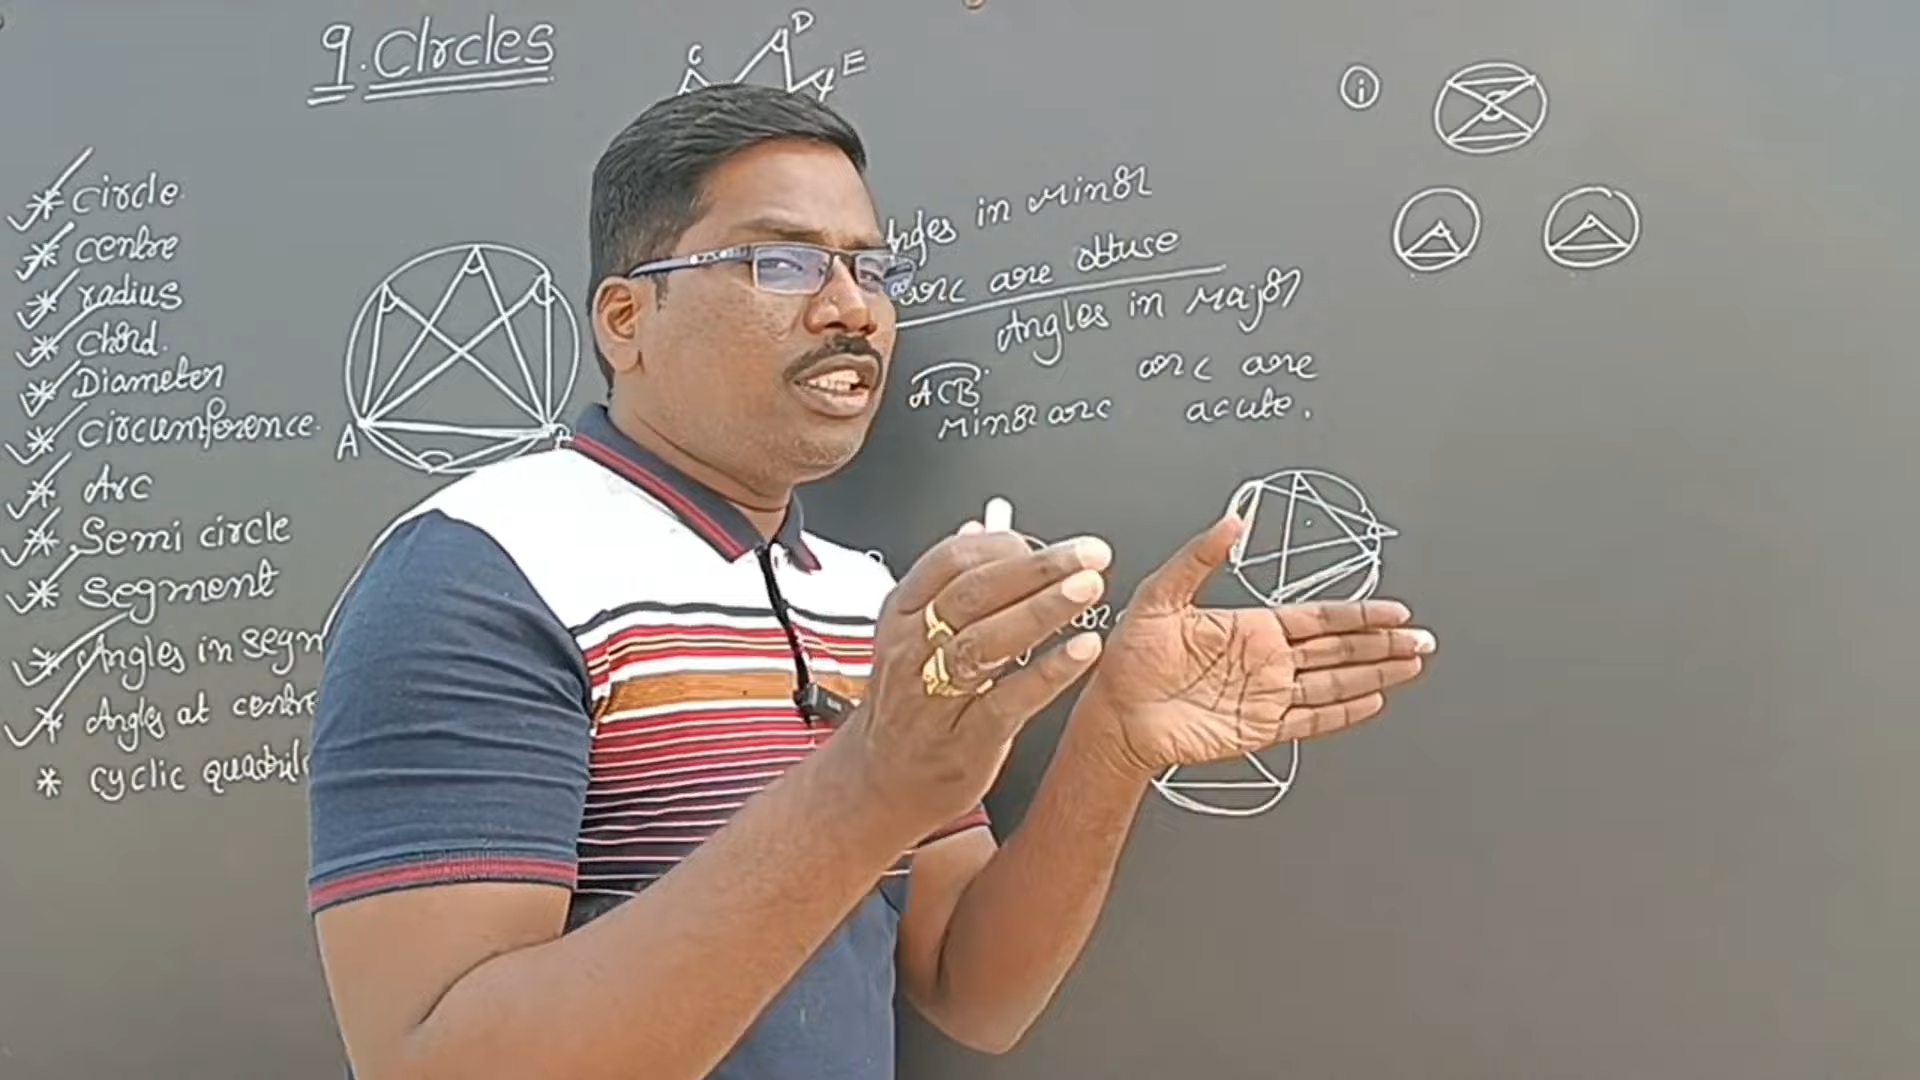 9. Circles
C
D
E
i
* Circle.
* centre
* radius
* Chord.
* Diameter
* Circumference.
* Arc
* Semi circle
* Segment
* Angles in segm
* Angles at centre
* cyclic quadril
A
B
in Minor
arc are obtuse
Angles in Major
arc are
acute.
ACB
Minor arc